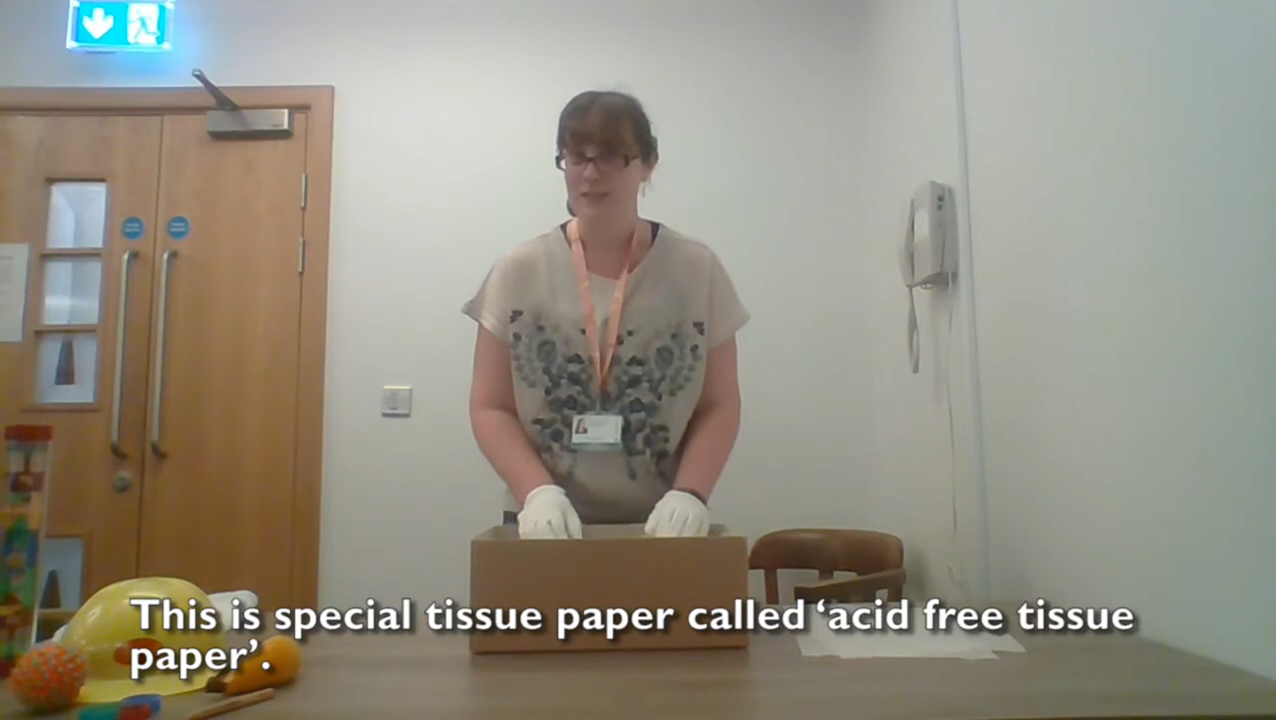 This is special tissue paper called ‘acid free tissue
paper’.